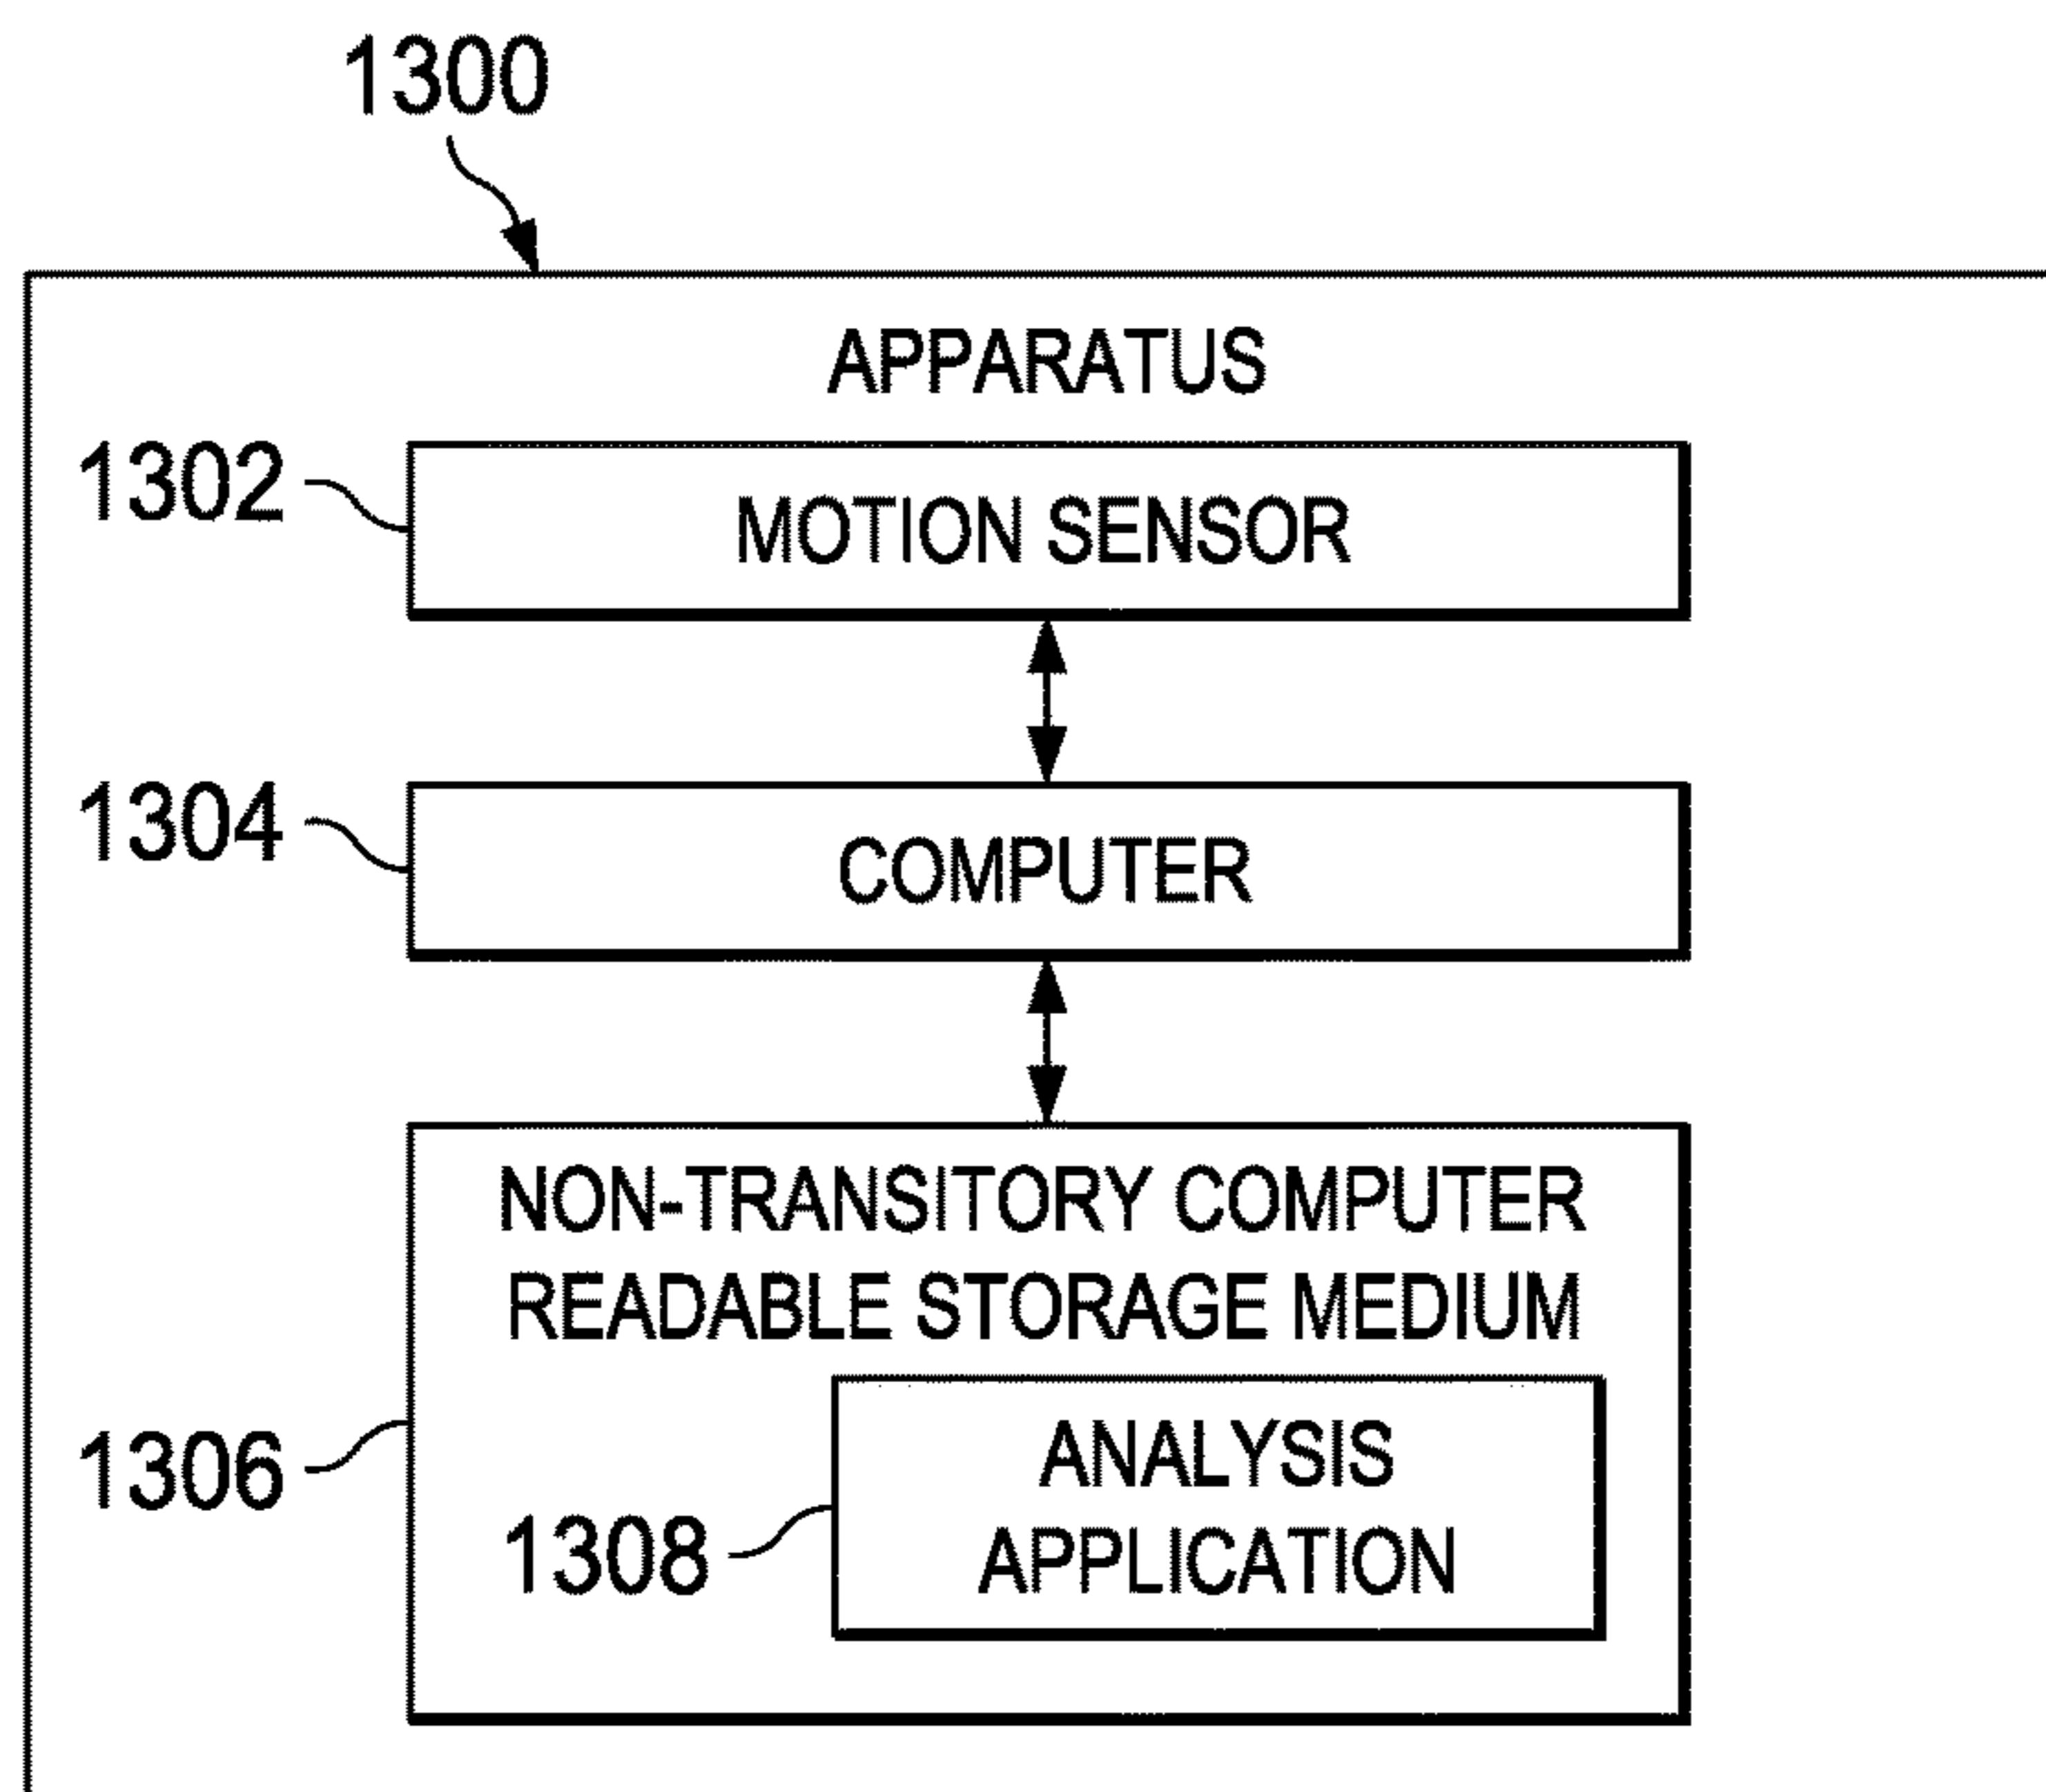 1300
APPARATUS
1302
MOTION SENSOR
1304
COMPUTER
NON-TRANSITORY COMPUTER
READABLE STORAGE MEDIUM
1306
ANALYSIS
1308
APPLICATION